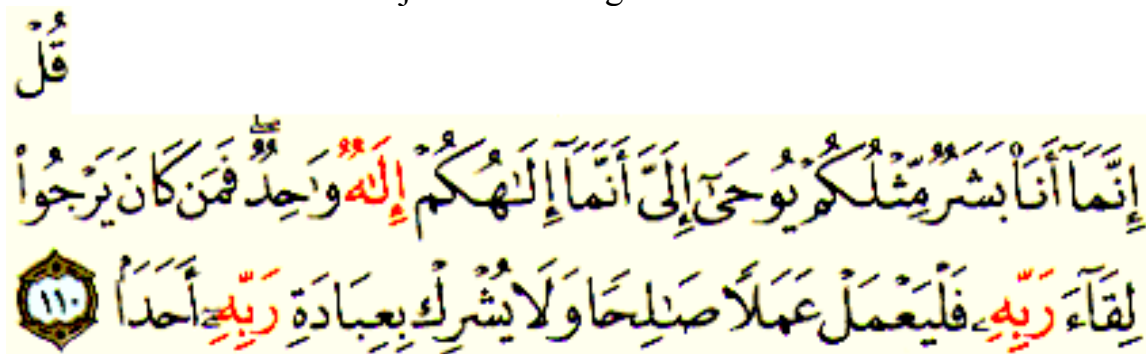 قُلْ
إِنَّمَآ أَنَا۠ بَشَرٌ مِّثْلُكُمْ يُوحَىٰٓ إِلَىَّ أَنَّمَآ إِلَـٰهُكُمْ إِلَـٰهٌ وَٰحِدٌ ۖ فَمَن كَانَ يَرْجُوا۟
لِقَآءَ رَبِّهِۦ فَلْيَعْمَلْ عَمَلًا صَـٰلِحًا وَلَا يُشْرِكْ بِعِبَادَةِ رَبِّهِۦٓ أَحَدًۢا ١١٠